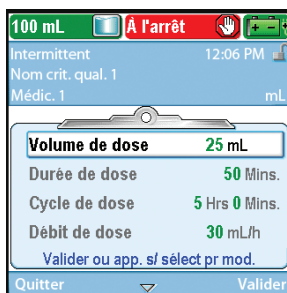 100 mL À l'arrêt
Intermittent 12:06 PM
Nom crit. qual. 1
Médic. 1 mL
Volume de dose 25 mL
Durée de dose 50 Mins.
Cycle de dose 5 Hrs 0 Mins.
Débit de dose 30 mL/h
Valider ou app. s/ sélect pr mod.
Quitter Valider